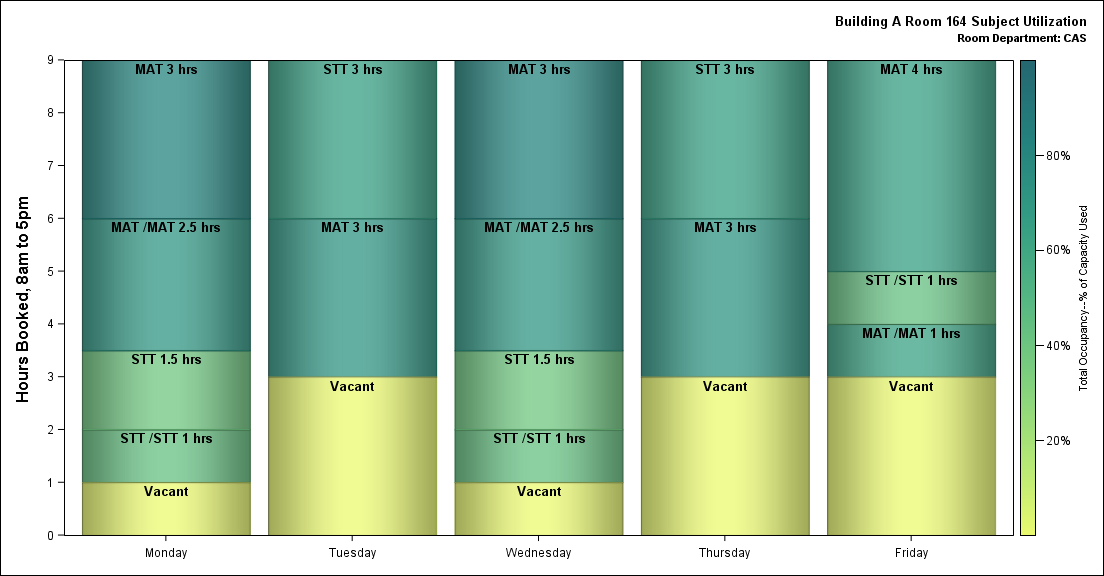 Building A Room 164 Subject Utilization
Room Department: CAS
Hours Booked, 8am to 5pm
9
8
7
6
5
4
3
2
1
0
MAT 3 hrs
MAT /MAT 2.5 hrs
STT 1.5 hrs
STT /STT 1 hrs
Vacant
STT 3 hrs
MAT 3 hrs
Vacant
MAT 3 hrs
MAT /MAT 2.5 hrs
STT 1.5 hrs
STT /STT 1 hrs
Vacant
STT 3 hrs
MAT 3 hrs
Vacant
MAT 4 hrs
STT /STT 1 hrs
MAT /MAT 1 hrs
Vacant
Monday
Tuesday
Wednesday
Thursday
Friday
80%
60%
40%
20%
Total Occupancy--% of Capacity Used